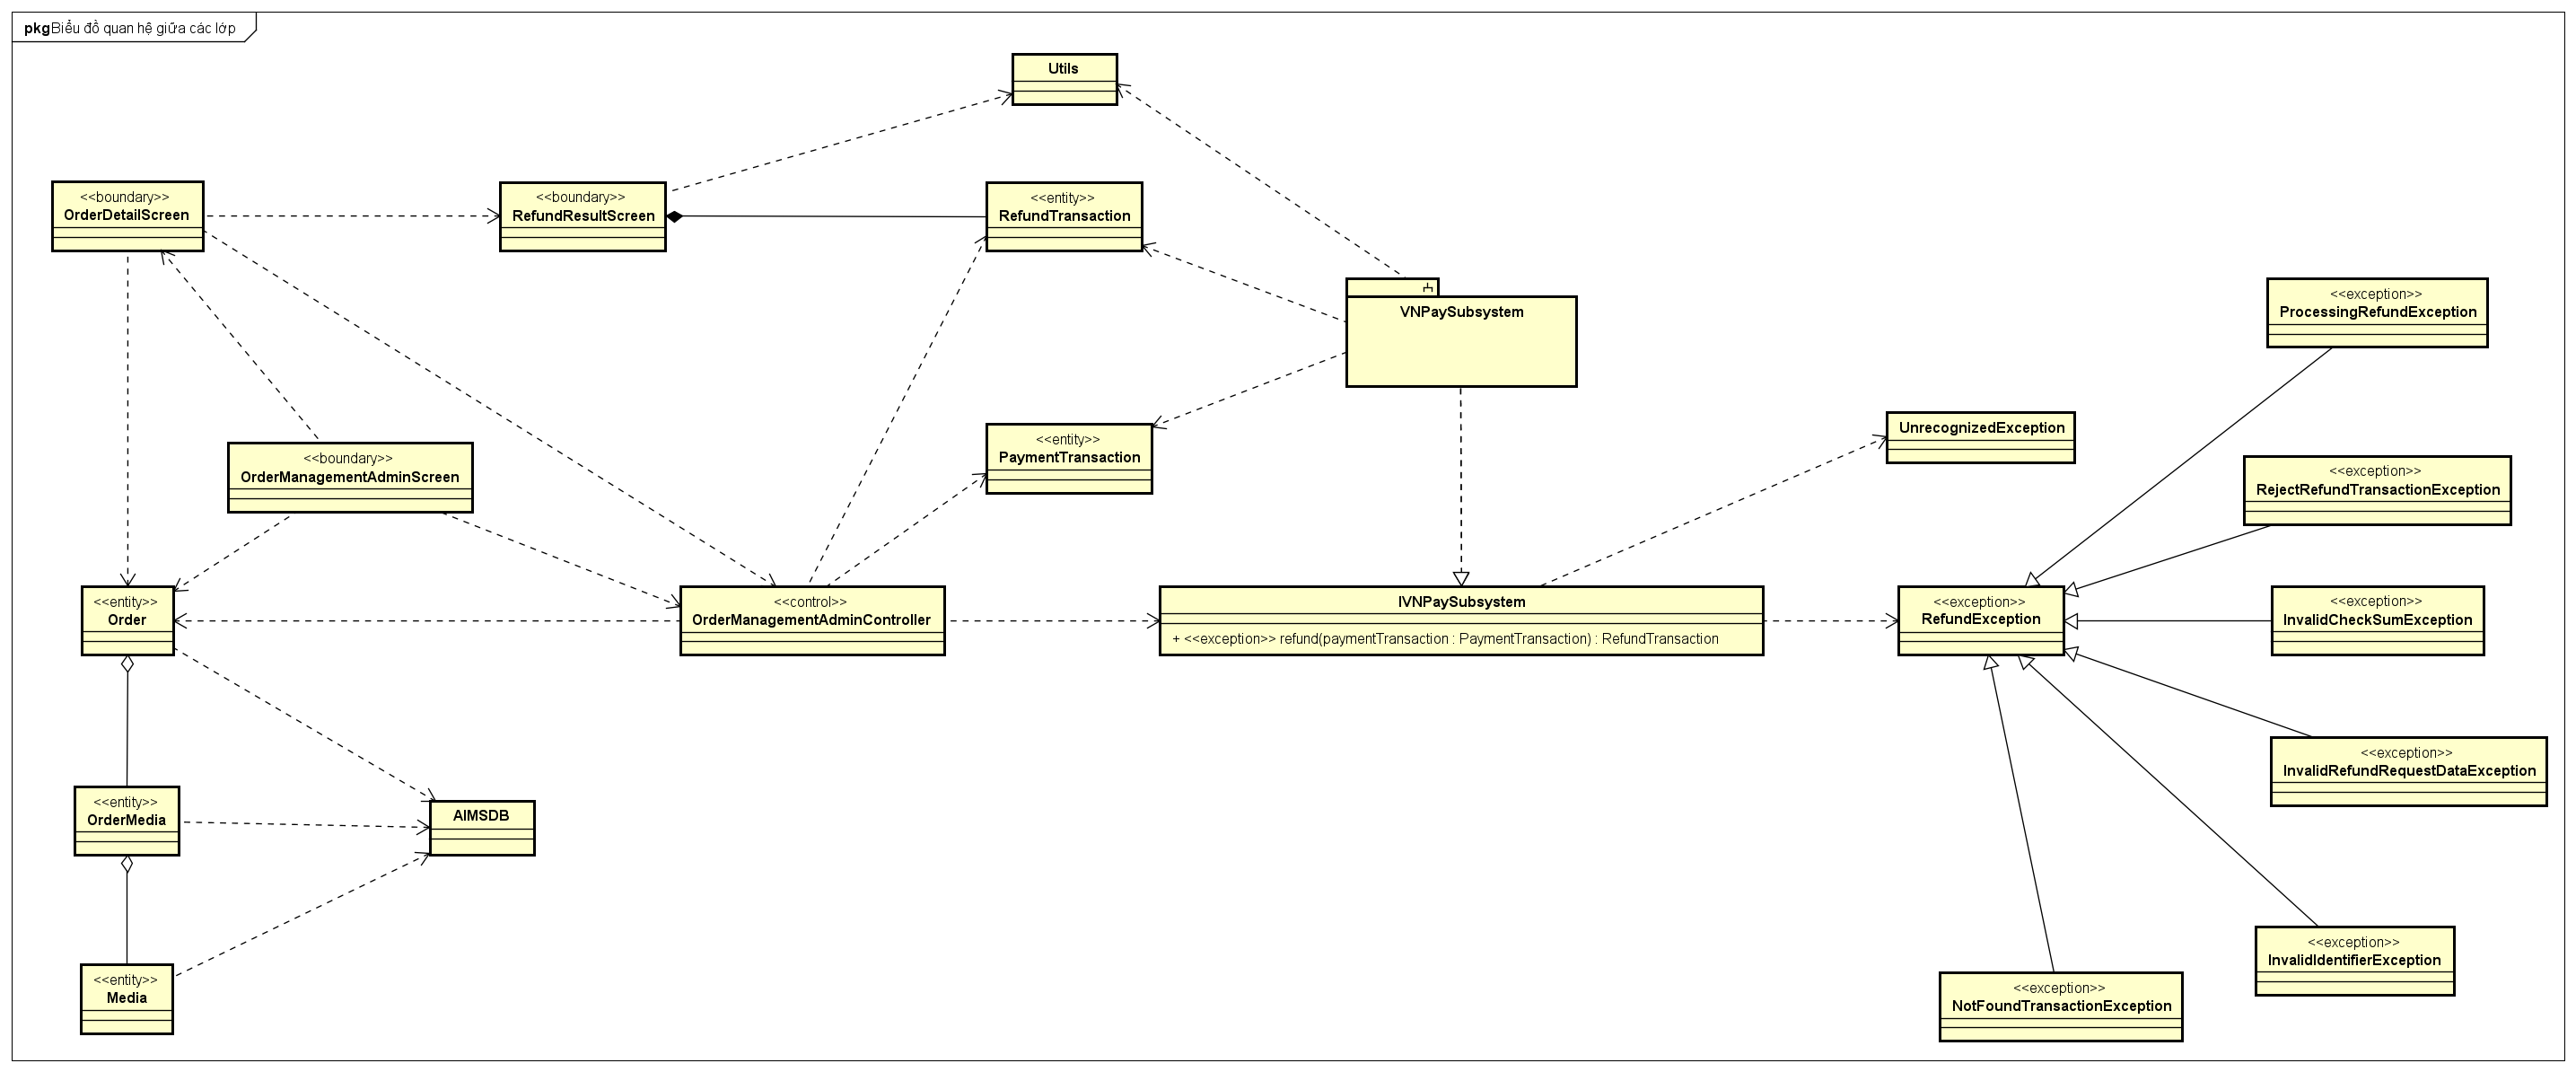 pkg Biểu đồ quan hệ giữa các lớp
Utils
<<boundary>>
OrderDetailScreen
<<boundary>>
RefundResultScreen
<<entity>>
RefundTransaction
VNPaySubsystem
<<exception>>
ProcessingRefundException
<<boundary>>
OrderManagementAdminScreen
<<entity>>
PaymentTransaction
UnrecognizedException
<<exception>>
RejectRefundTransactionException
<<entity>>
Order
<<control>>
OrderManagementAdminController
IVNPaySubsystem
+ <<exception>> refund(paymentTransaction : PaymentTransaction) : RefundTransaction
<<exception>>
RefundException
<<exception>>
InvalidCheckSumException
<<exception>>
InvalidRefundRequestDataException
<<entity>>
OrderMedia
AIMSDB
<<exception>>
InvalidIdentifierException
<<entity>>
Media
<<exception>>
NotFoundTransactionException